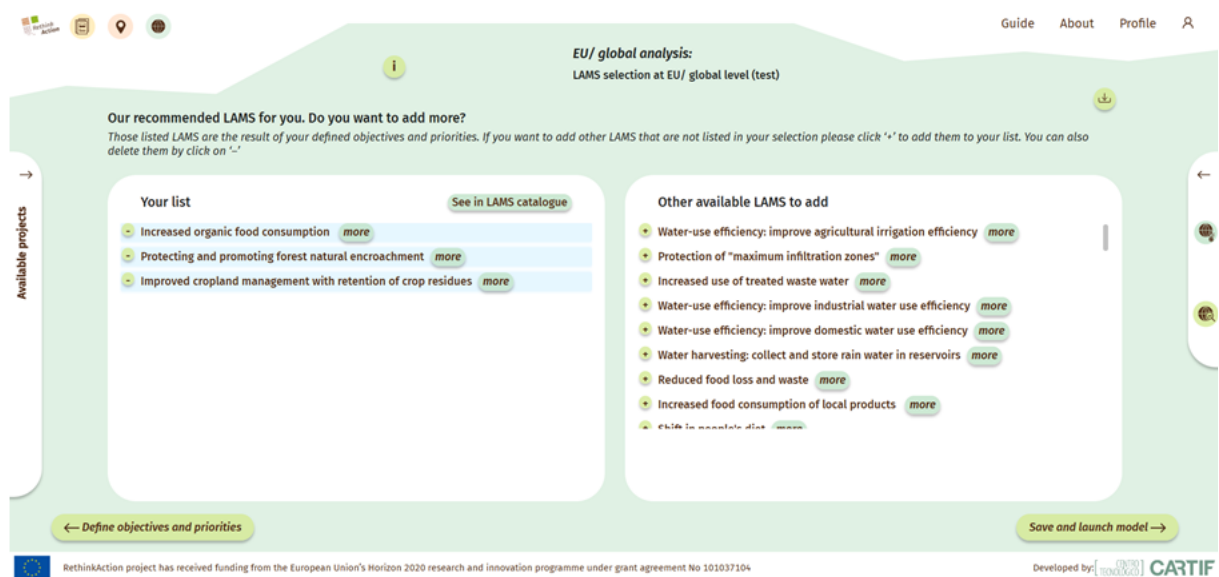 Rethink
Action
Guide About Profile
EU/ global analysis:
i
LAMS selection at EU/ global level (test)
Our recommended LAMS for you. Do you want to add more?
Those listed LAMS are the result of your defined objectives and priorities. If you want to add other LAMS that are not listed in your selection please click '+' to add them to your list. You can also
delete them by click on '–'
Available projects
Your list
See in LAMS catalogue
- Increased organic food consumption more
- Protecting and promoting forest natural encroachment more
- Improved cropland management with retention of crop residues more
Other available LAMS to add
+ Water-use efficiency: improve agricultural irrigation efficiency more
+ Protection of "maximum infiltration zones" more
+ Increased use of treated waste water more
+ Water-use efficiency: improve industrial water use efficiency more
+ Water-use efficiency: improve domestic water use efficiency more
+ Water harvesting: collect and store rain water in reservoirs more
+ Reduced food loss and waste more
+ Increased food consumption of local products more
+ Shift in people's diet more
← Define objectives and priorities
Save and launch model →
RethinkAction project has received funding from the European Union's Horizon 2020 research and innovation programme under grant agreement No 101037104
Developed by: CENTRO
TECNOLÓGICO CARTIF